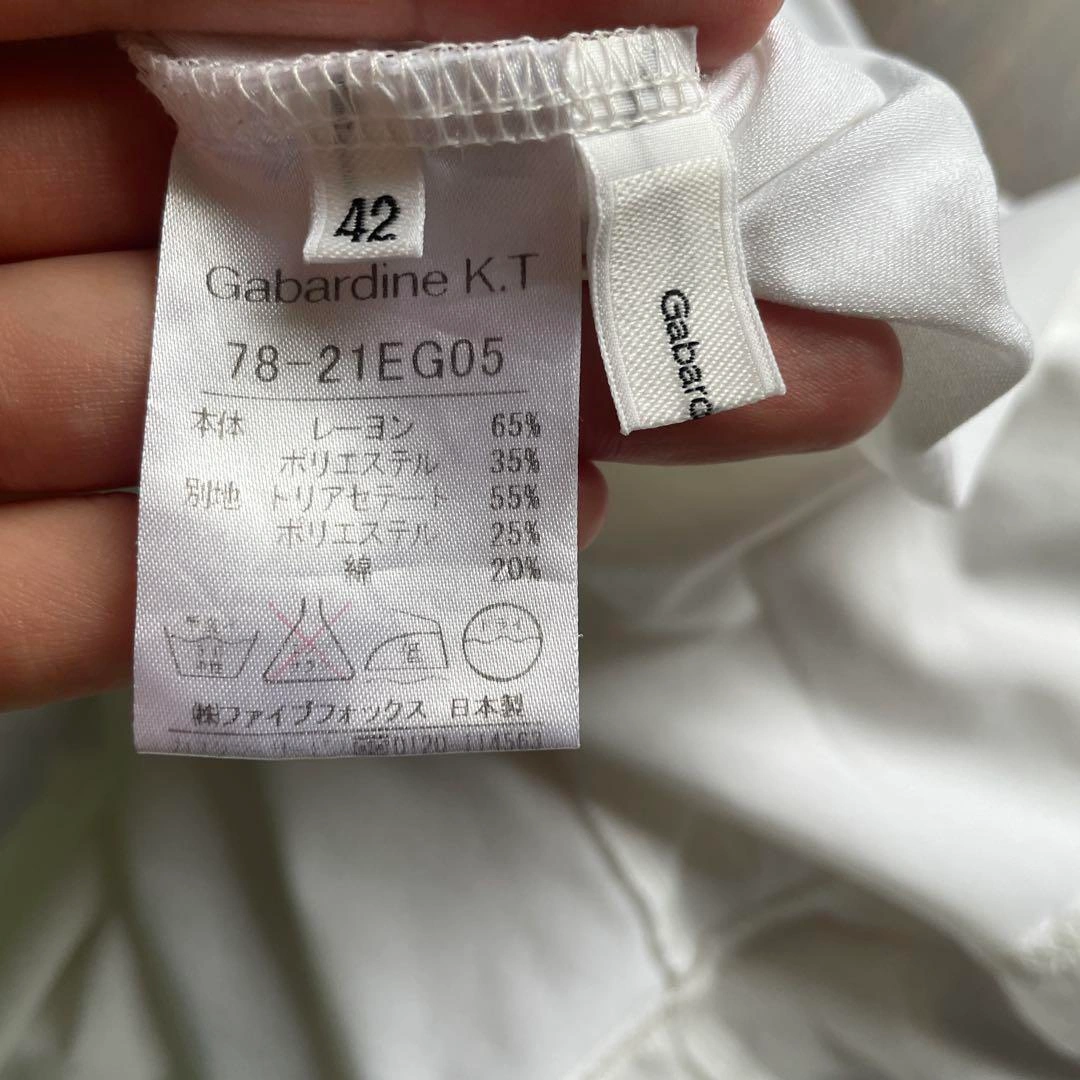 42
Gabardine K.T
78-21EG05
本体 レーヨン 65%
ポリエステル 35%
別地 トリアセテート 55%
ポリエステル 25%
綿 20%
低
㈱ファイブフォックス 日本製
0120 114563
Gabard